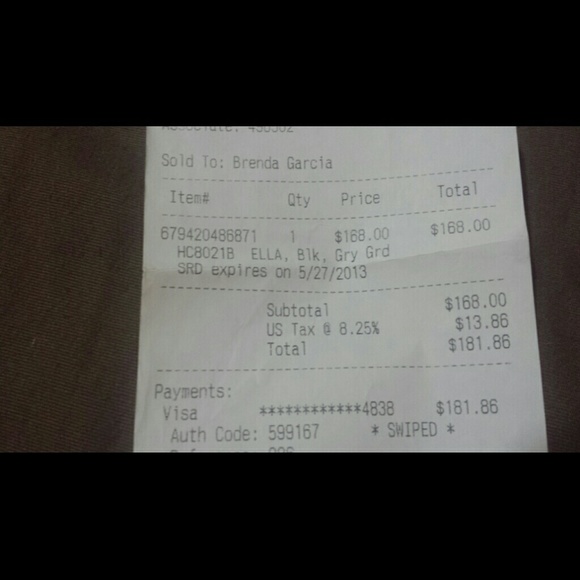 Sold To: Brenda Garcia
Item# Qty Price Total
679420486871 1 $168.00 $168.00
HC8021B ELLA, Blk, Gry Grd
SRD expires on 5/27/2013
Subtotal $168.00
US Tax @ 8.25% $13.86
Total $181.86
Payments:
Visa ************4838 $181.86
Auth Code: 599167 * SWIPED *